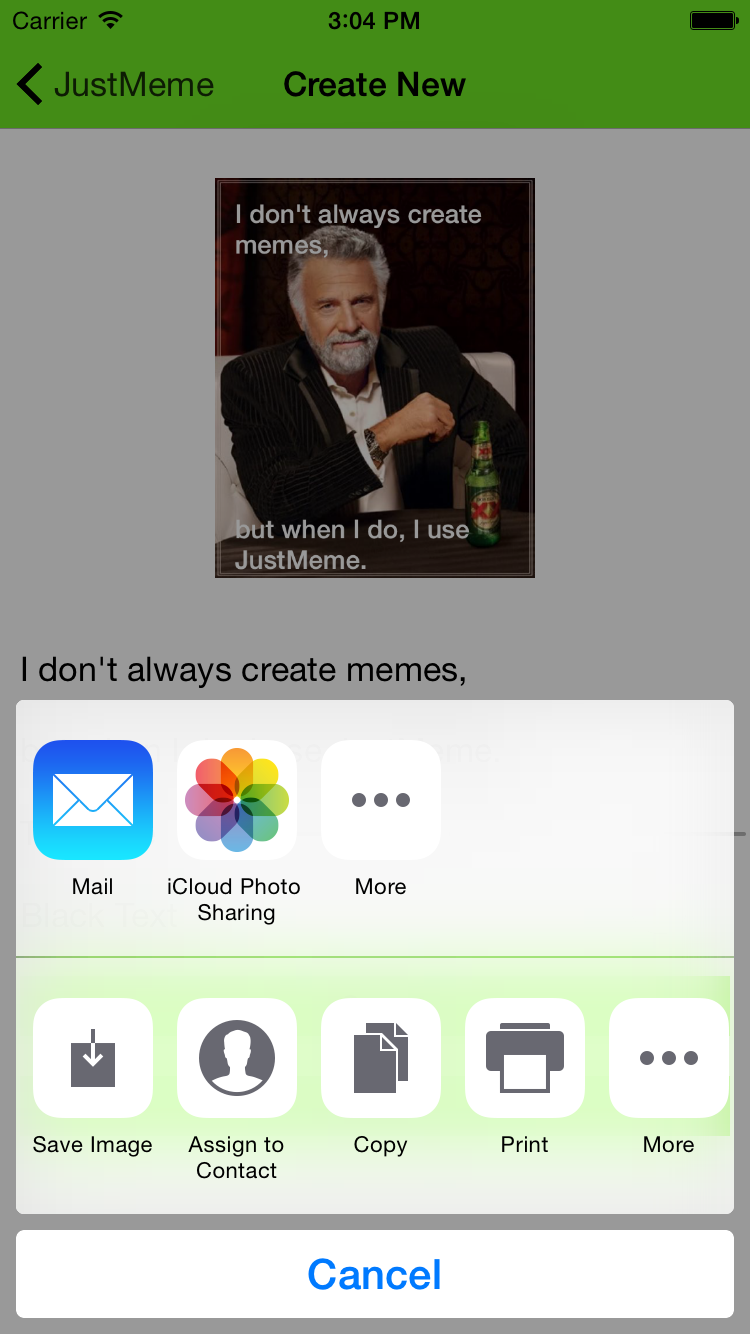 Carrier 3:04 PM
JustMeme Create New
I don't always create
memes,
but when I do, I use
JustMeme.
I don't always create memes,
Black Text
Mail iCloud Photo Sharing More
Save Image Assign to Contact Copy Print More
Cancel